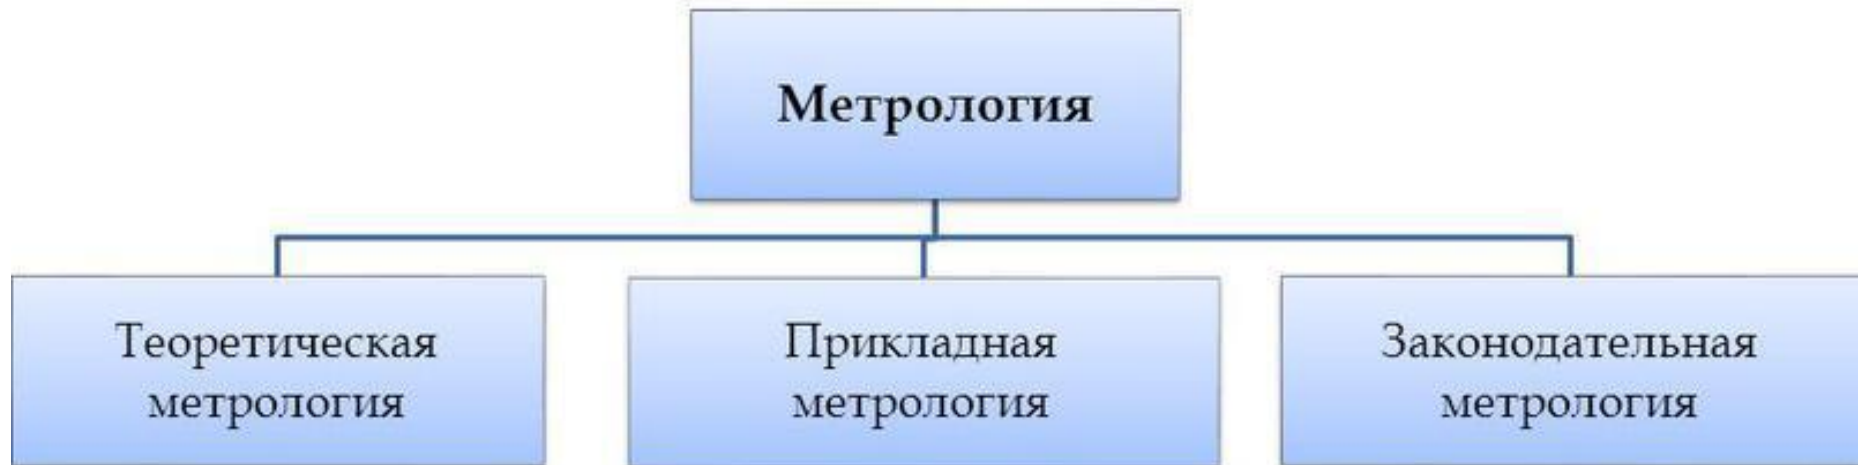 Метрология
Теоретическая
метрология
Прикладная
метрология
Законодательная
метрология